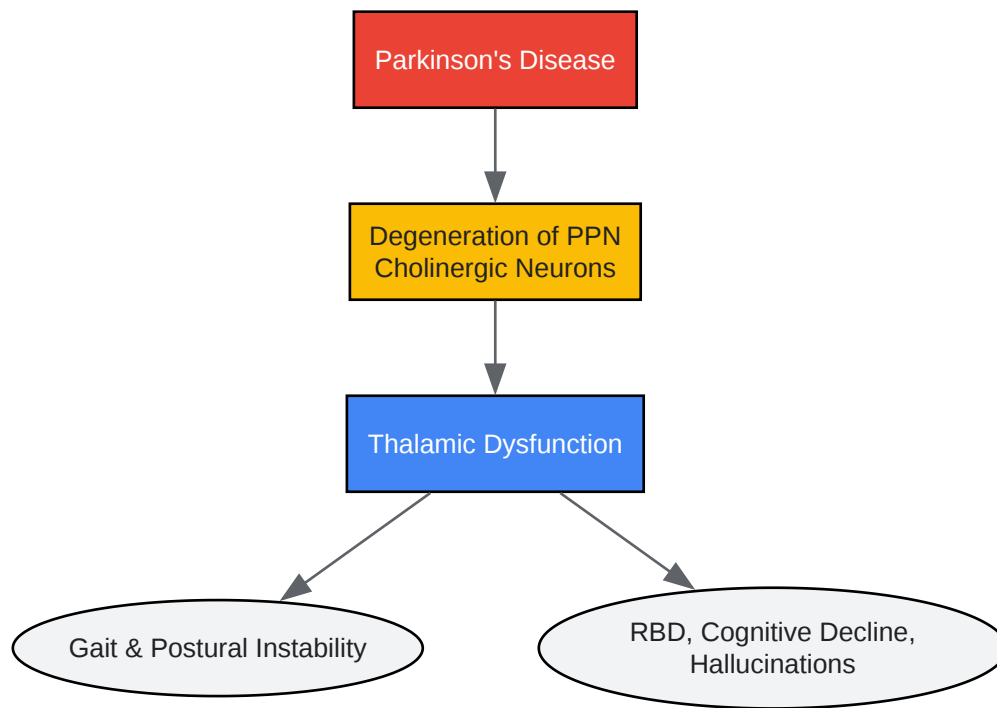 Parkinson's Disease
Degeneration of PPN
Cholinergic Neurons
Thalamic Dysfunction
Gait & Postural Instability
RBD, Cognitive Decline,
Hallucinations